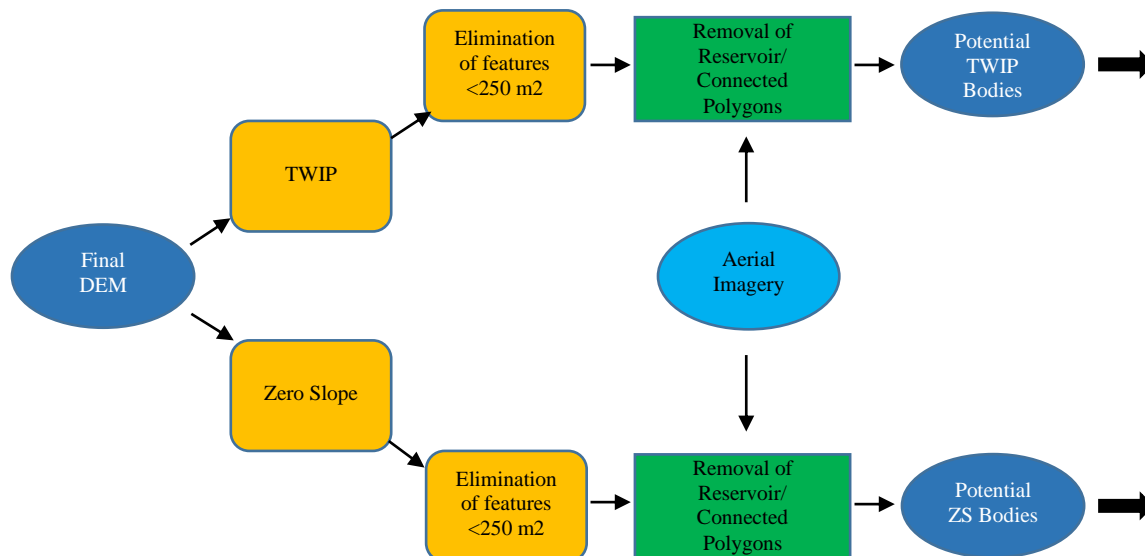 Elimination
of features
<250 m2
Removal of
Reservoir/
Connected
Polygons
Potential
TWIP
Bodies
TWIP
Final
DEM
Aerial
Imagery
Zero Slope
Elimination
of features
<250 m2
Removal of
Reservoir/
Connected
Polygons
Potential
ZS Bodies